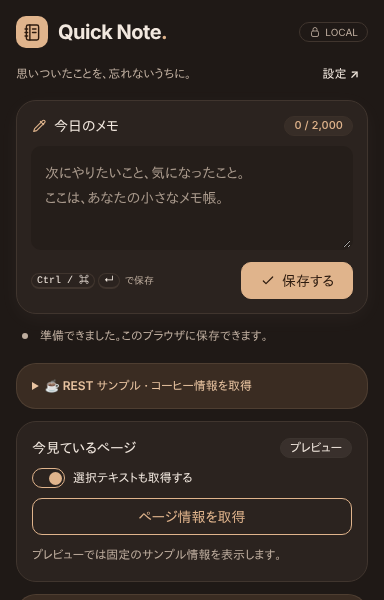 Quick Note.
LOCAL
思いついたことを、忘れないうちに。
設定 ↗
今日のメモ
0 / 2,000
次にやりたいこと、気になったこと。
ここは、あなたの小さなメモ帳。
Ctrl / ⌘ ↵ で保存
保存する
準備できました。このブラウザに保存できます。
▶ ☕ REST サンプル · コーヒー情報を取得
今見ているページ
プレビュー
選択テキストも取得する
ページ情報を取得
プレビューでは固定のサンプル情報を表示します。